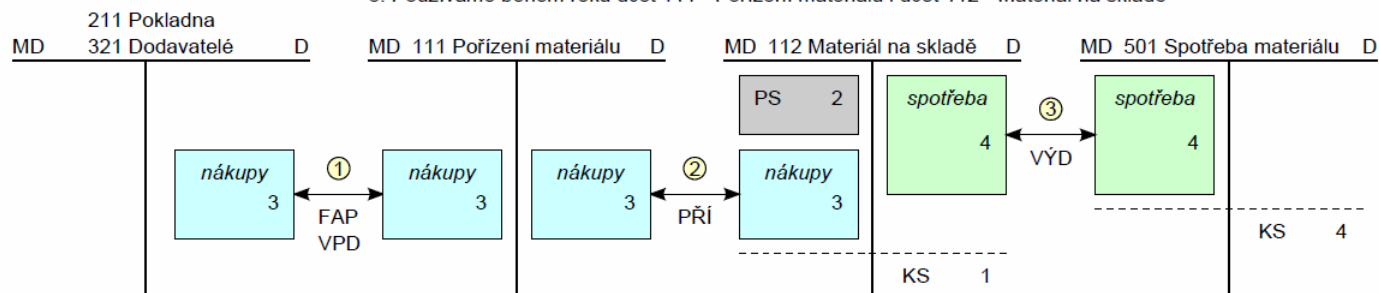 211 Pokladna
MD 321 Dodavatelé D MD 111 Pořízení materiálu D MD 112 Materiál na skladě D MD 501 Spotřeba materiálu D
PS 2 spotřeba spotřeba
4 3 4
nákupy 1 nákupy nákupy 2 nákupy VÝD
3 3 3 3
FAP PŘÍ
VPD
KS 4
KS 1